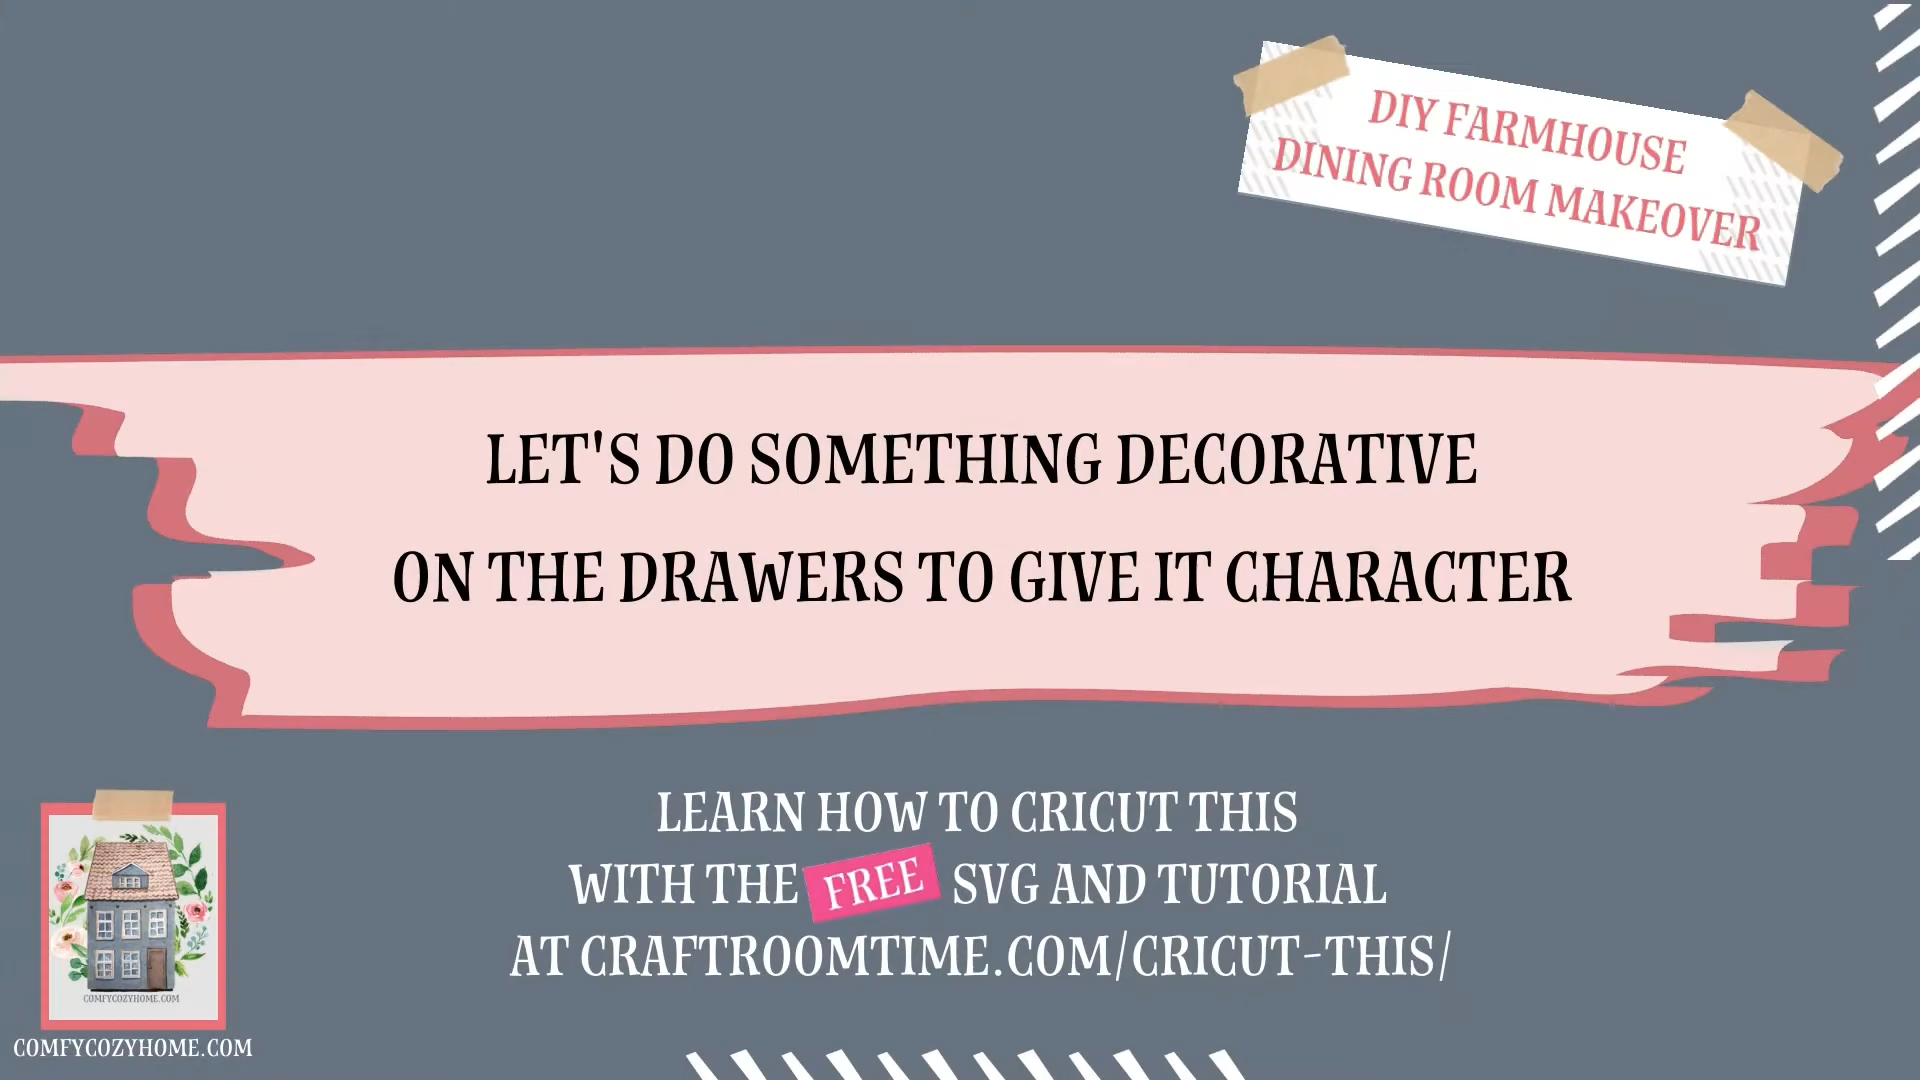 DIY FARMHOUSE
DINING ROOM MAKEOVER
LET'S DO SOMETHING DECORATIVE
ON THE DRAWERS TO GIVE IT CHARACTER
LEARN HOW TO CRICUT THIS
WITH THE FREE SVG AND TUTORIAL
AT CRAFTROOMTIME.COM/CRICUT-THIS/
COMFYCOZYHOME.COM
COMFYCOZYHOME.COM